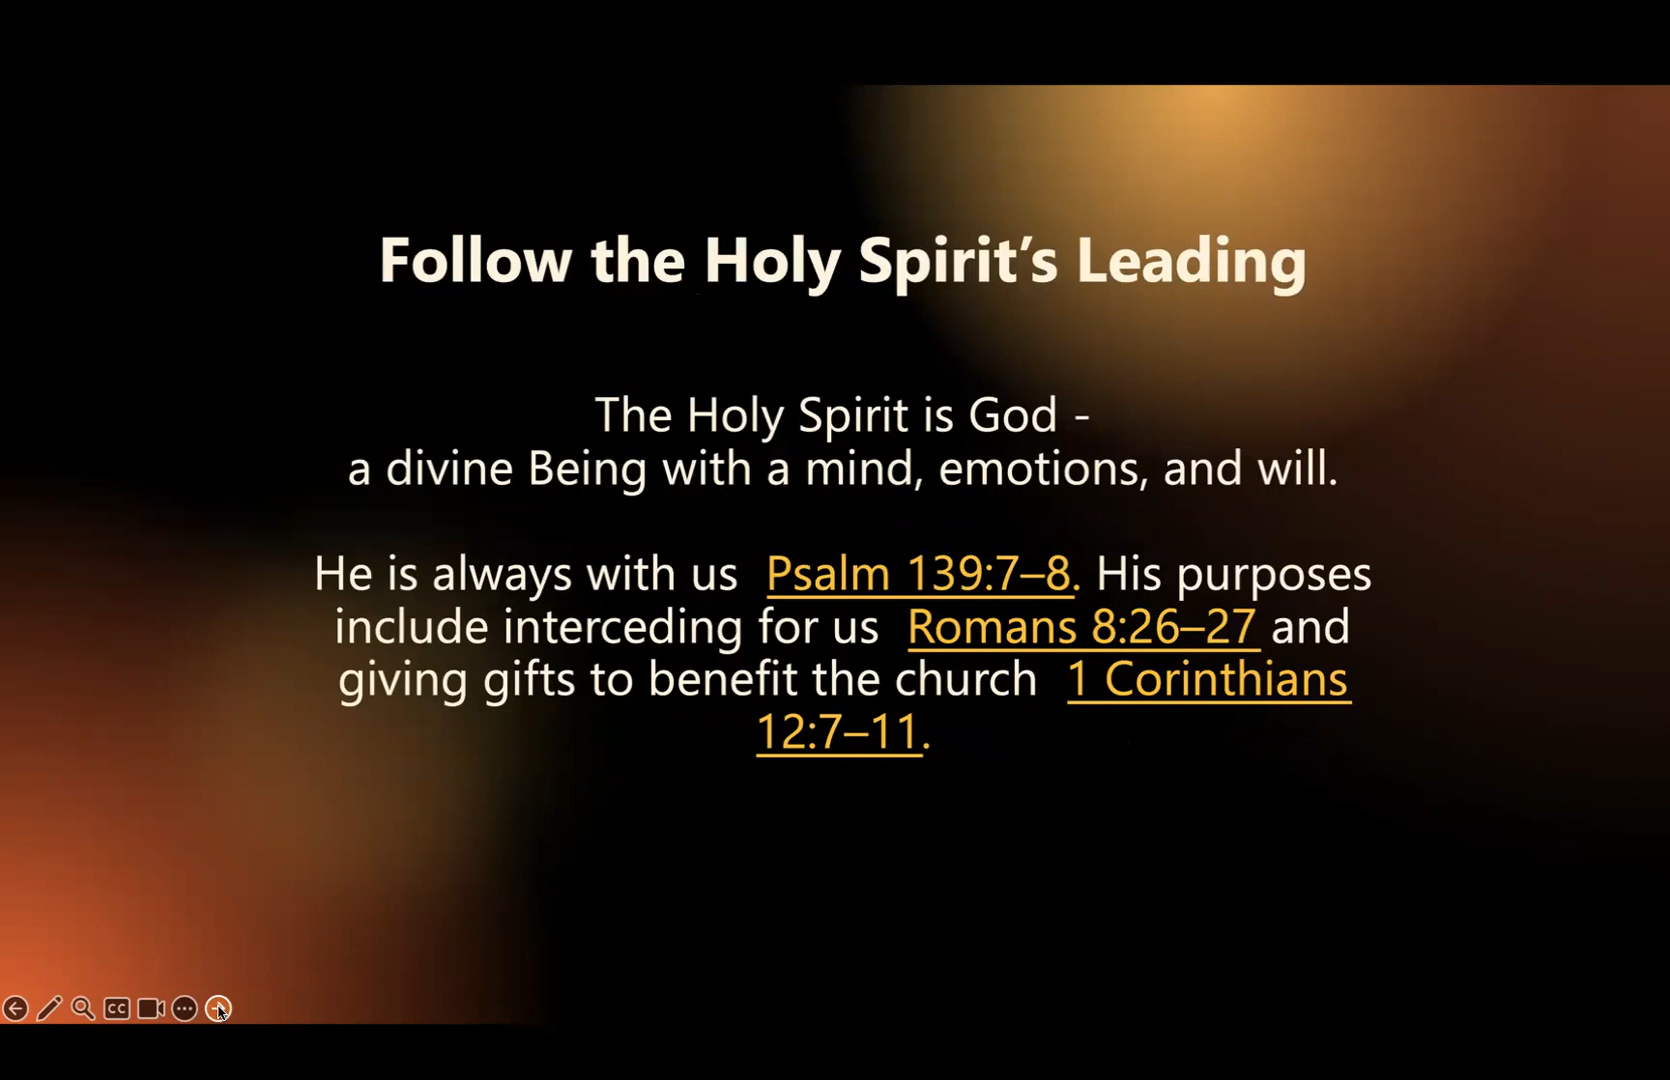 Follow the Holy Spirit’s Leading
The Holy Spirit is God -
a divine Being with a mind, emotions, and will.
He is always with us  Psalm 139:7–8. His purposes
include interceding for us  Romans 8:26–27 and
giving gifts to benefit the church  1 Corinthians
12:7–11.
CC